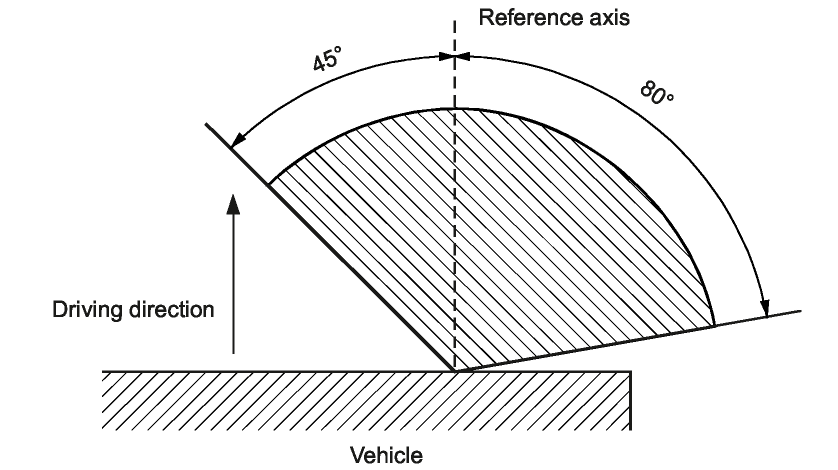 Reference axis
45°
80°
Driving direction
Vehicle